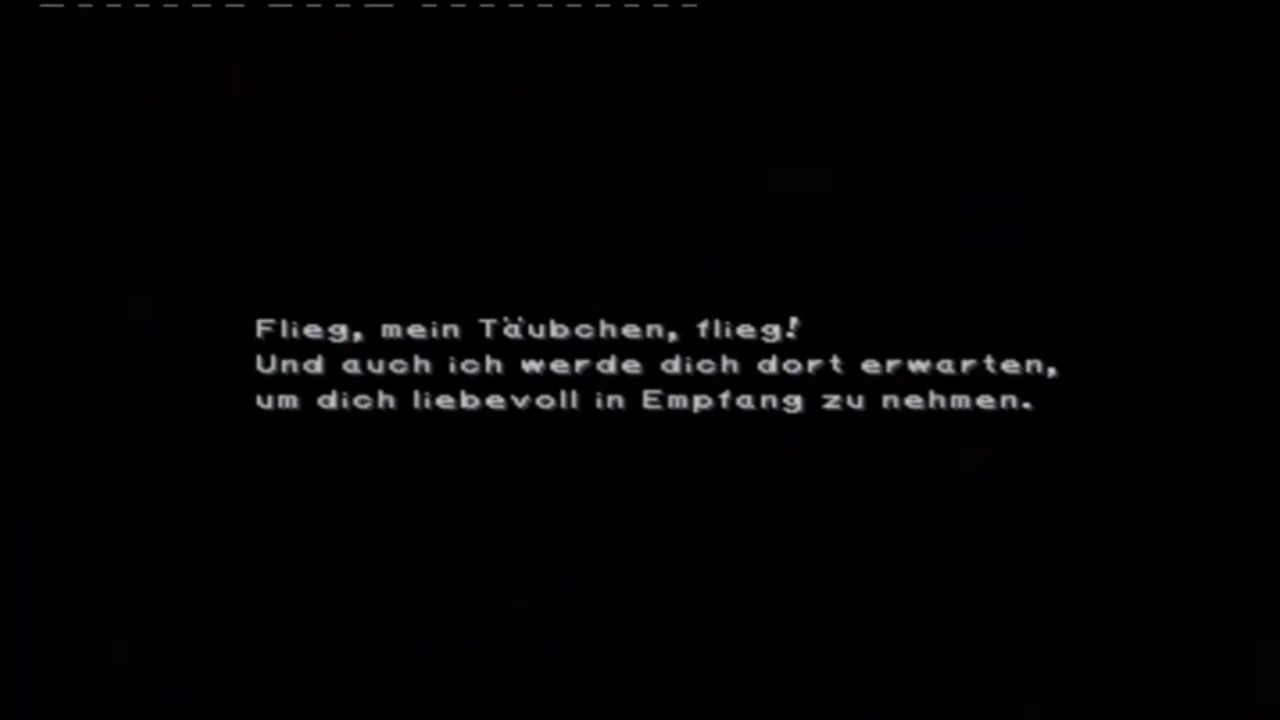 Flieg, mein Täubchen, flieg!
Und auch ich werde dich dort erwarten,
um dich liebevoll in Empfang zu nehmen.